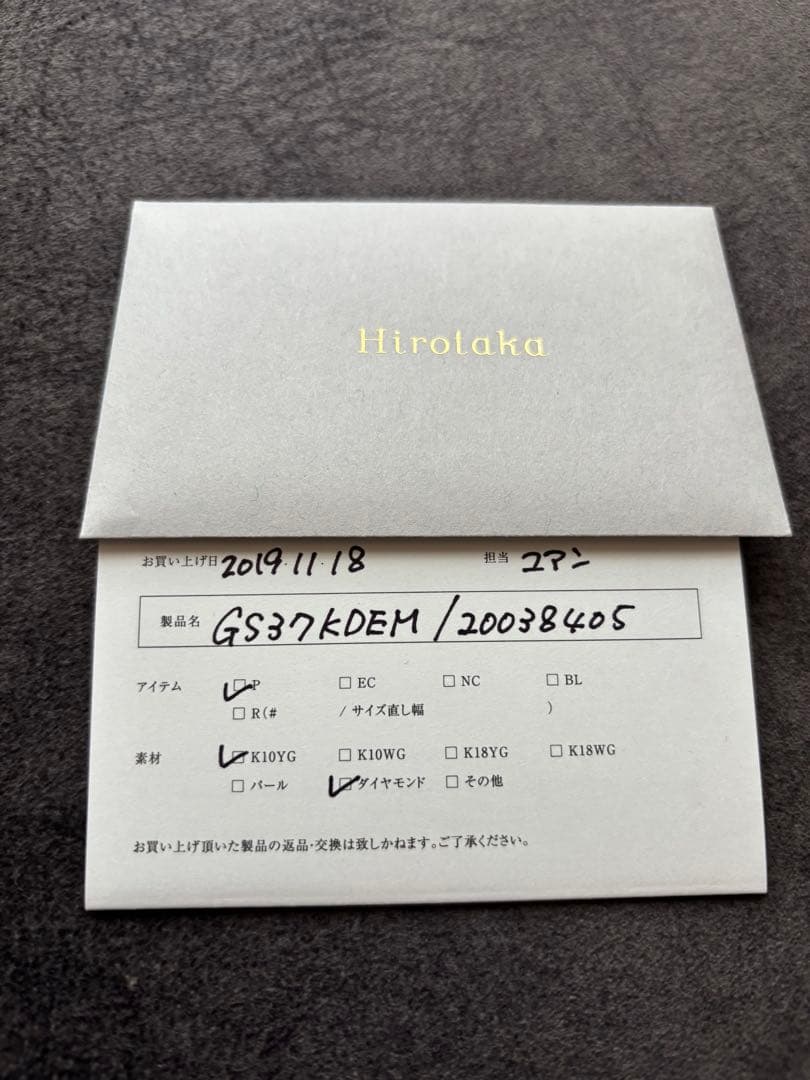 Hirotaka
お買い上げ日 2019.11.18 担当 ユアン
製品名 GS37KDEM/20038405
アイテム ☑P □EC □NC □BL
□R(# / サイズ直し幅 )
素材 ☑K10YG □K10WG □K18YG □K18WG
□パール ☑ダイヤモンド □その他
お買い上げ頂いた製品の返品・交換は致しかねます。ご了承ください。